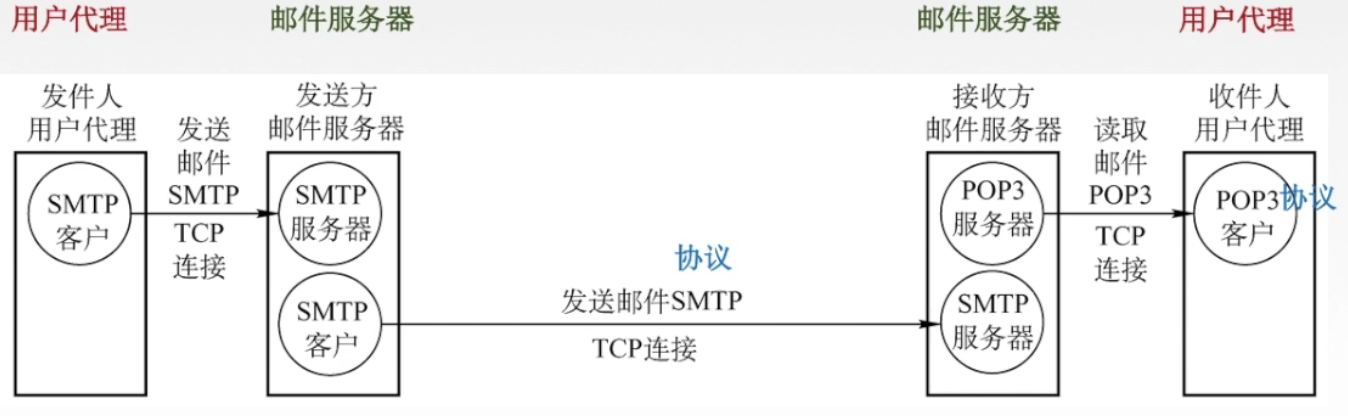 用户代理
邮件服务器
邮件服务器
用户代理
发件人
用户代理
发送
邮件
SMTP
TCP
连接
发送方
邮件服务器
接收方
邮件服务器
读取
邮件
POP3
TCP
连接
收件人
用户代理
SMTP
客户
SMTP
服务器
SMTP
客户
协议
发送邮件SMTP
TCP连接
POP3
服务器
SMTP
服务器
POP3
客户
协议